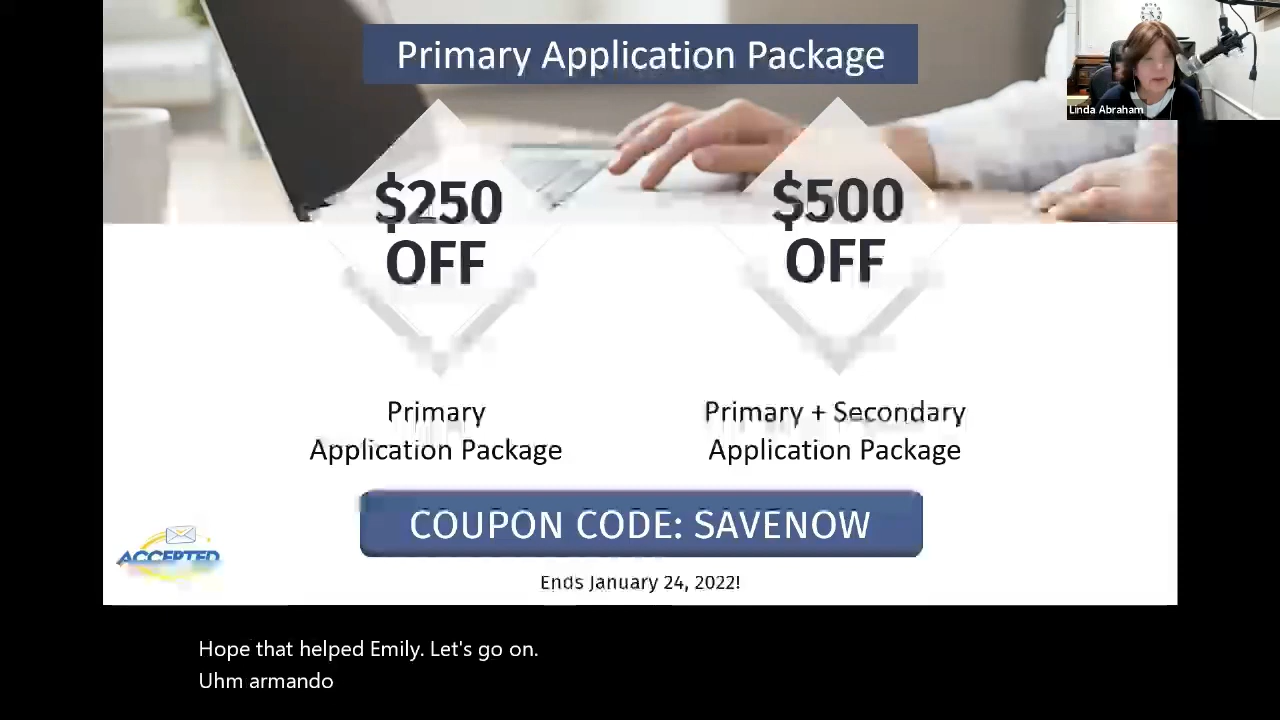 Primary Application Package
Linda Abraham
$250
OFF
$500
OFF
Primary
Application Package
Primary + Secondary
Application Package
COUPON CODE: SAVENOW
ACCEPTED
Ends January 24, 2022!
Hope that helped Emily. Let's go on.
Uhm armando